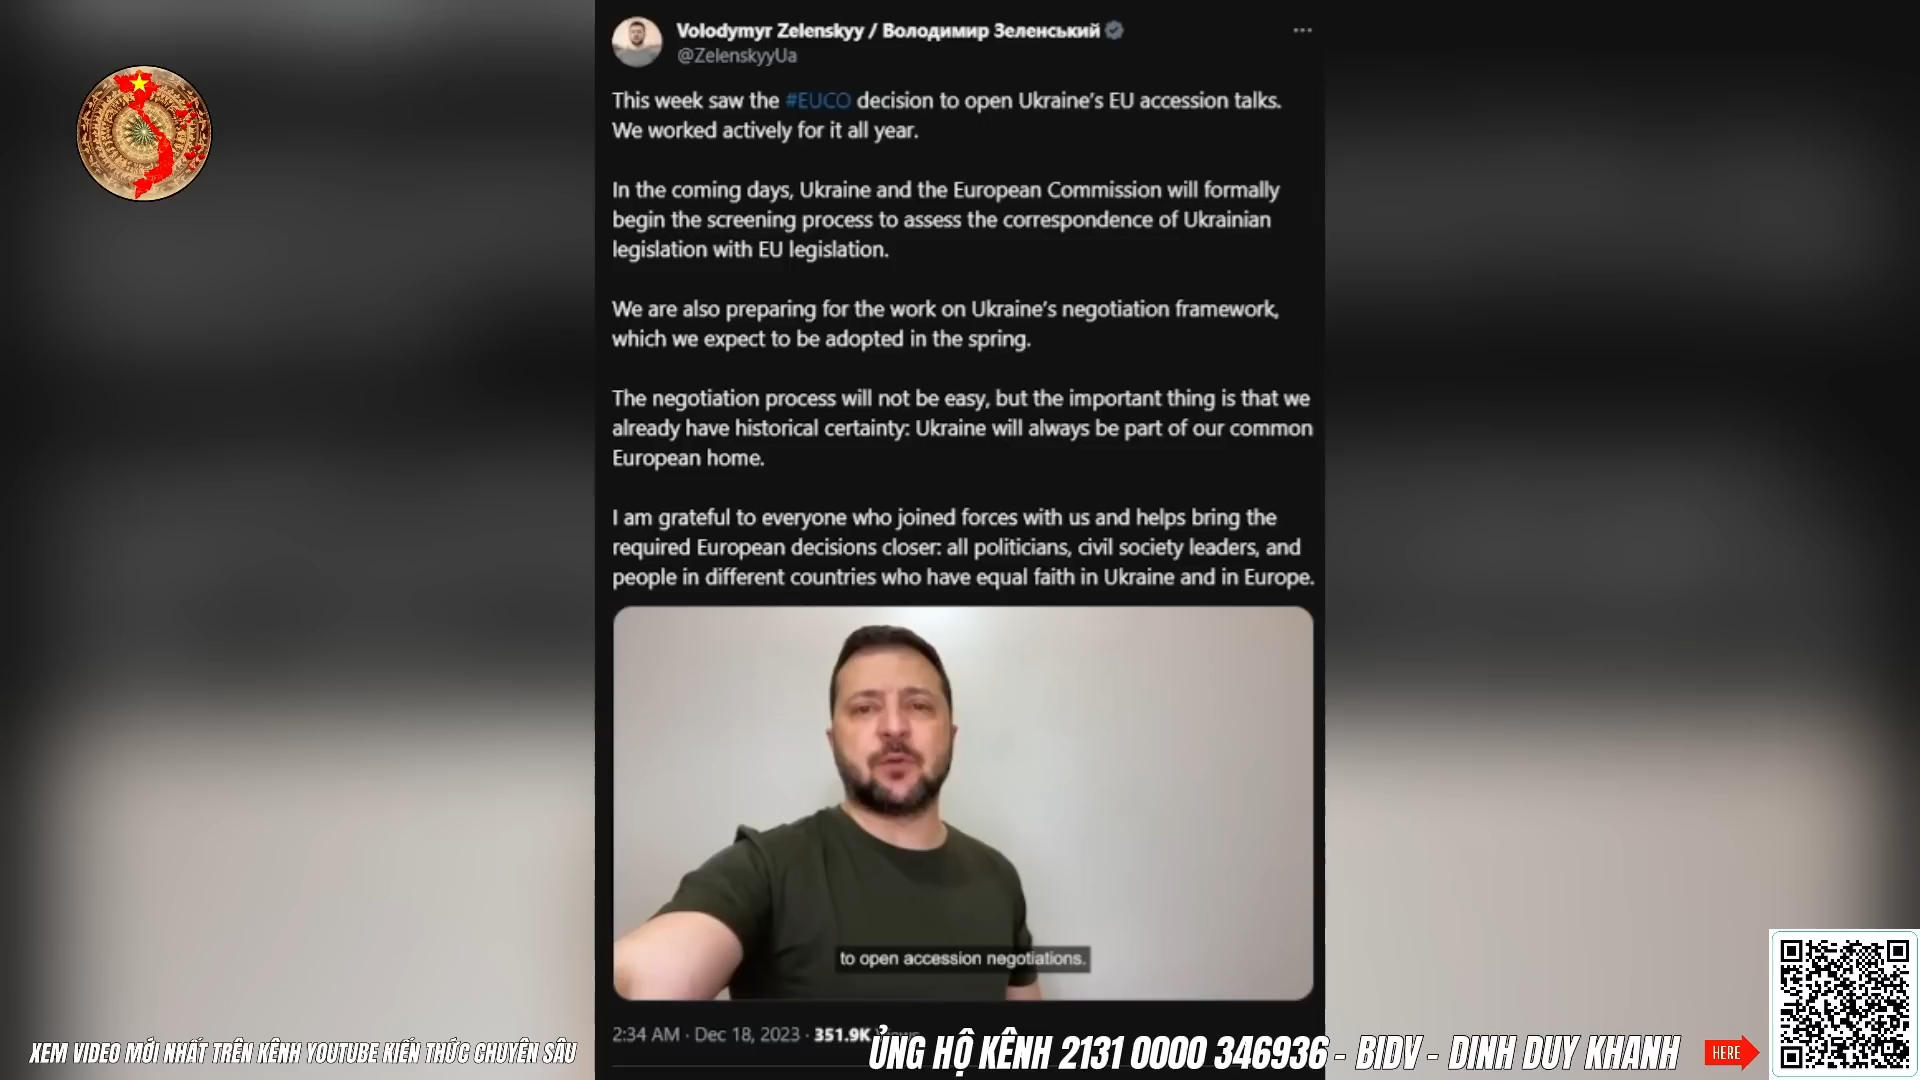 Volodymyr Zelenskyy / Володимир Зеленський
@ZelenskyyUa
This week saw the #EUCO decision to open Ukraine's EU accession talks.
We worked actively for it all year.
In the coming days, Ukraine and the European Commission will formally
begin the screening process to assess the correspondence of Ukrainian
legislation with EU legislation.
We are also preparing for the work on Ukraine's negotiation framework,
which we expect to be adopted in the spring.
The negotiation process will not be easy, but the important thing is that we
already have historical certainty: Ukraine will always be part of our common
European home.
I am grateful to everyone who joined forces with us and helps bring the
required European decisions closer: all politicians, civil society leaders, and
people in different countries who have equal faith in Ukraine and in Europe.
to open accession negotiations.
2:34 AM · Dec 18, 2023 · 351.9K
XEM VIDEO MỚI NHẤT TRÊN KÊNH YOUTUBE KIẾN THỨC CHUYÊN SÂU
ỦNG HỘ KÊNH 2131 0000 346936 - BIDV - DINH DUY KHANH
HERE